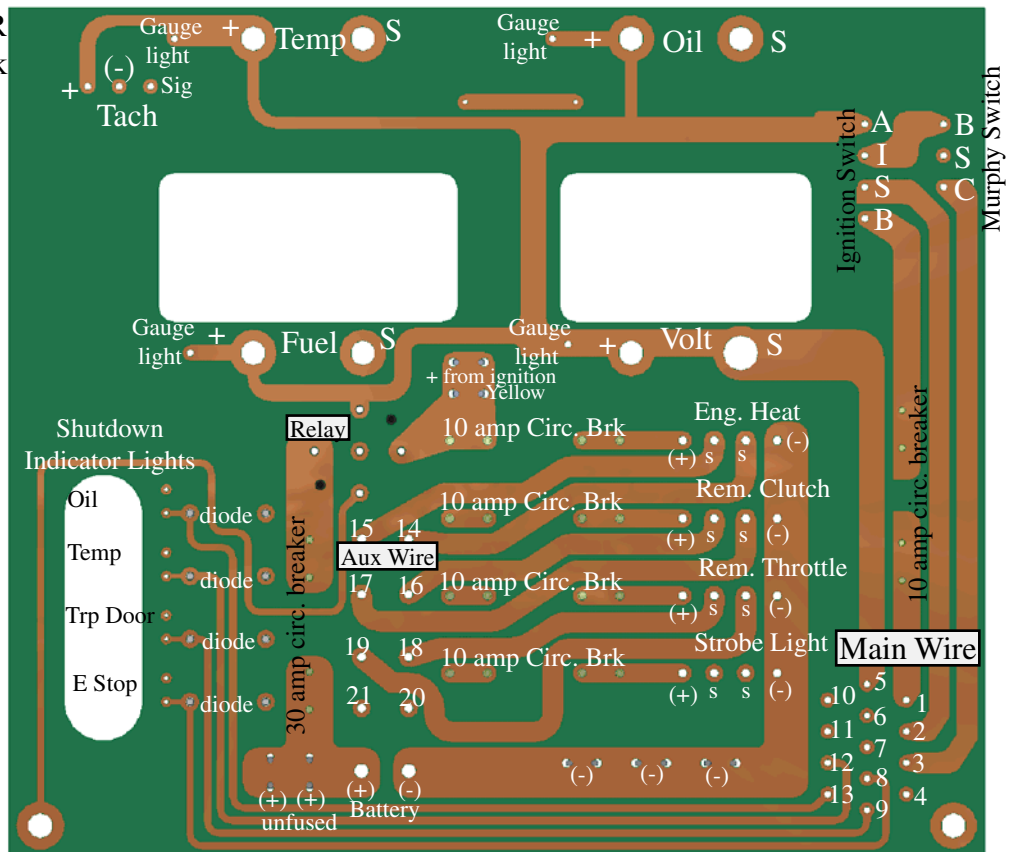 R
k
Gauge
light
+
Temp
S
Gauge
light
+
Oil
S
+
(-)
Sig
Tach
A
I
S
B
Ignition Switch
B
S
C
Murphy Switch
Gauge
light
+
Fuel
S
Gauge
light
+
Volt
S
+ from ignition
Yellow
Relay
10 amp Circ. Brk
Eng. Heat
(+)
s
s
(-)
Shutdown
Indicator Lights
Oil
diode
Temp
diode
Trp Door
diode
E Stop
diode
30 amp circ. breaker
10 amp Circ. Brk
Rem. Clutch
(+)
s
s
(-)
15
14
Aux Wire
17
16
10 amp Circ. Brk
Rem. Throttle
(+)
s
s
(-)
19
18
10 amp Circ. Brk
Strobe Light
(+)
s
s
(-)
21
20
10 amp circ. breaker
Main Wire
10
5
1
11
6
2
12
7
3
13
8
4
9
(+)
(+)
unfused
(+)
(-)
Battery
(-)
(-)
(-)